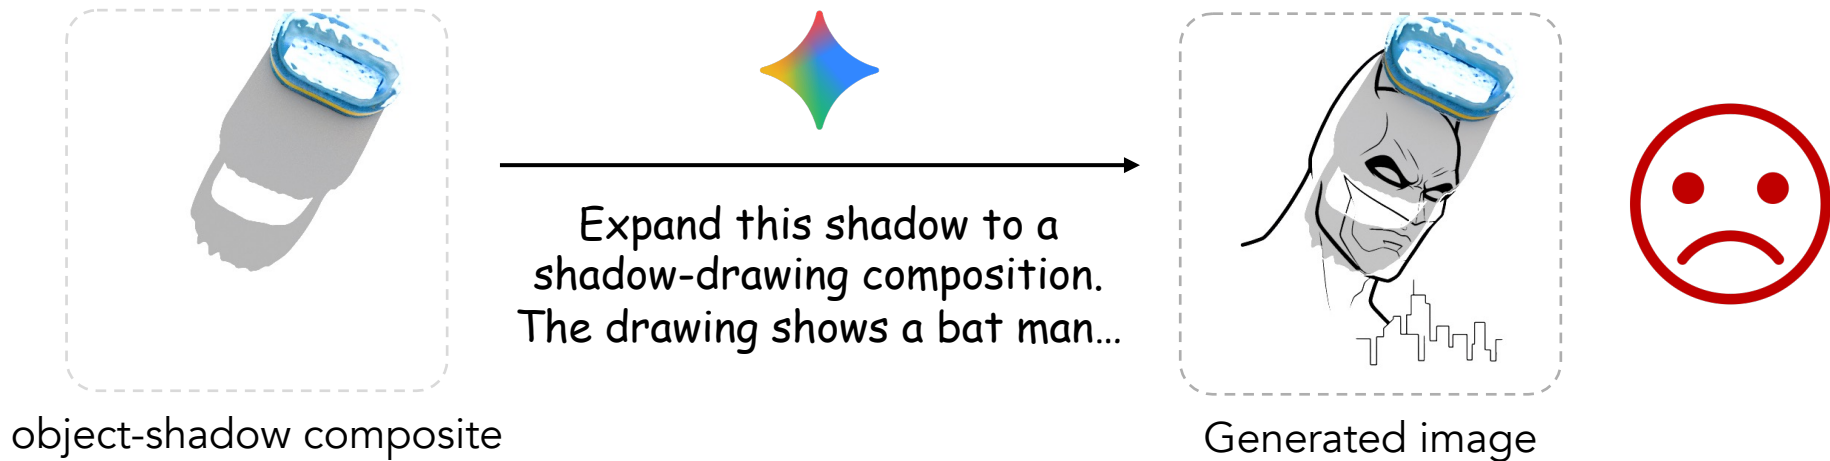 Expand this shadow to a
shadow-drawing composition.
The drawing shows a bat man...
object-shadow composite
Generated image